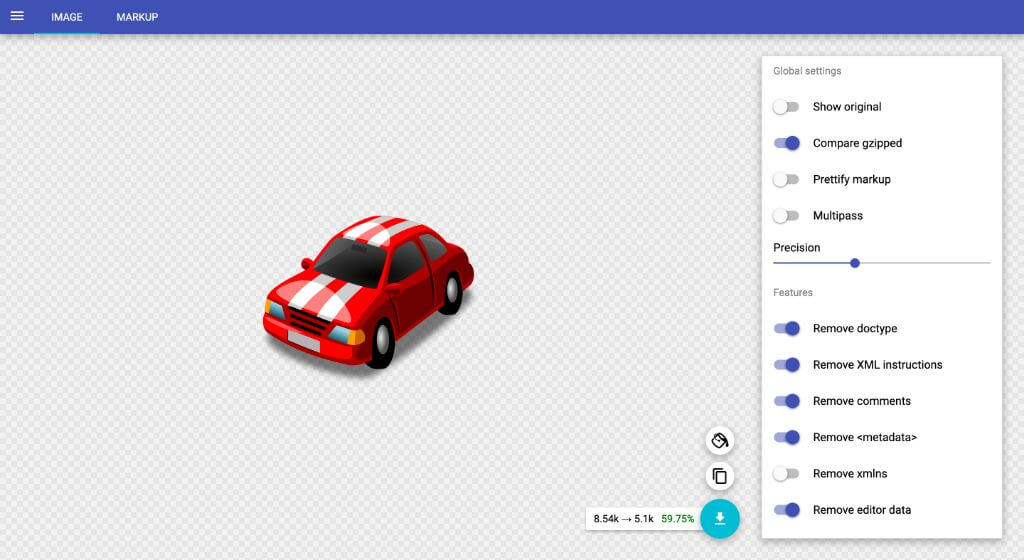 IMAGE MARKUP
Global settings
Show original
Compare gzipped
Prettify markup
Multipass
Precision
Features
Remove doctype
Remove XML instructions
Remove comments
Remove <metadata>
Remove xmlns
Remove editor data
8.54k → 5.1k 59.75%